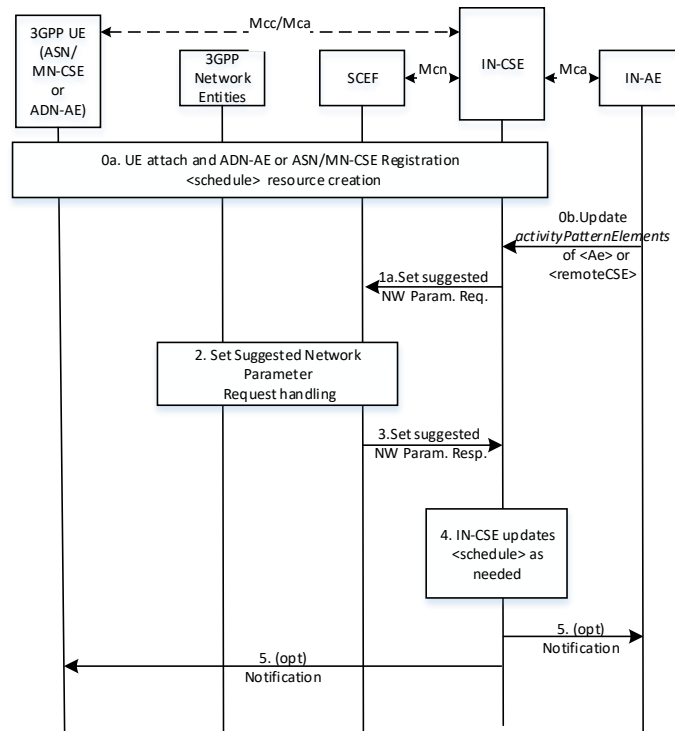 Mcc/Mca
3GPP UE
(ASN/
MN-CSE
or
ADN-AE)
3GPP
Network
Entities
SCEF
Mcn
IN-CSE
Mca
IN-AE
0a. UE attach and ADN-AE or ASN/MN-CSE Registration
<schedule> resource creation
0b.Update
activityPatternElements
of <Ae> or
<remoteCSE>
1a.Set suggested
NW Param. Req.
2. Set Suggested Network
Parameter
Request handling
3.Set suggested
NW Param. Resp.
4. IN-CSE updates
<schedule> as
needed
5. (opt)
Notification
5. (opt)
Notification